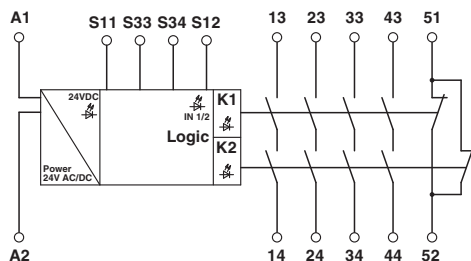 A1 S11 S33 S34 S12 13 23 33 43 51
24VDC
K1
IN 1/2
Logic
K2
Power
24V AC/DC
A2 14 24 34 44 52